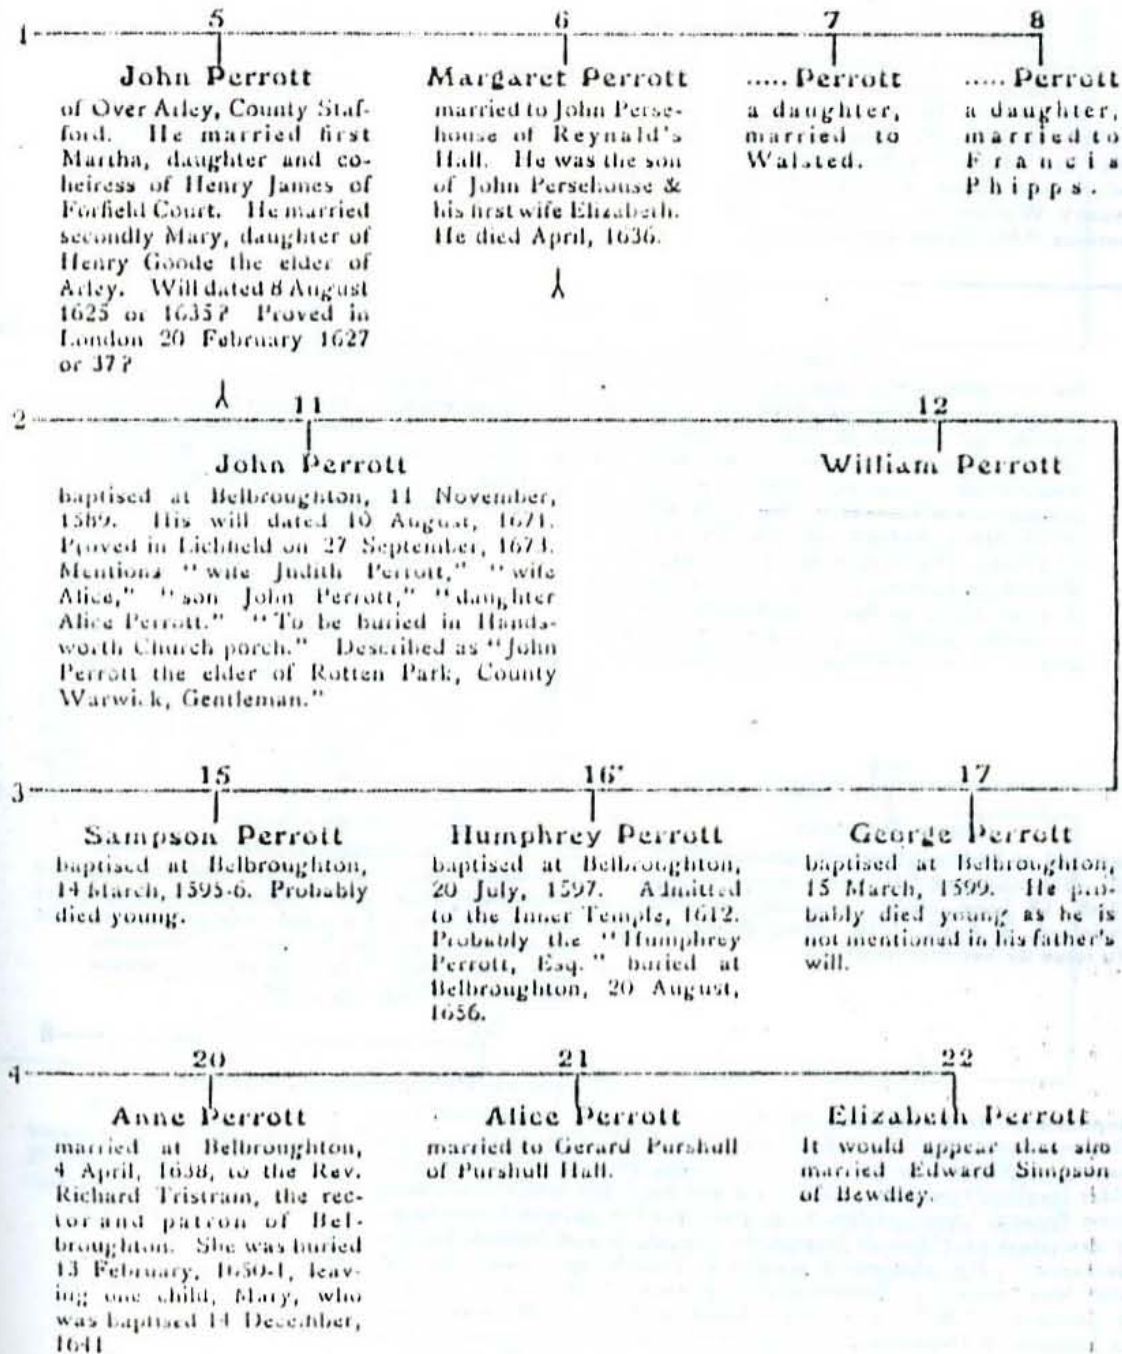 1 5 6 7 8
John Perrott
of Over Arley, County Staf-
ford. He married first
Martha, daughter and co-
heiress of Henry James of
Forfield Court. He married
secondly Mary, daughter of
Henry Goode the elder of
Arley. Will dated 8 August
1625 or 1635? Proved in
London 20 February 1627
or 37?
Margaret Perrott
married to John Perse-
house of Reynald's
Hall. He was the son
of John Persehouse &
his first wife Elizabeth.
He died April, 1636.
..... Perrott
a daughter,
married to
Walsted.
..... Perrott
a daughter,
married to
Francis
Phipps.
2 11 12
John Perrott
baptised at Belbroughton, 11 November,
1589. His will dated 10 August, 1671.
Proved in Lichfield on 27 September, 1673.
Mentions "wife Judith Perrott," "wife
Alice," "son John Perrott," "daughter
Alice Perrott." "To be buried in Hands-
worth Church porch." Described as "John
Perrott the elder of Rotten Park, County
Warwick, Gentleman."
William Perrott
3 15 16 17
Sampson Perrott
baptised at Belbroughton,
14 March, 1595-6. Probably
died young.
Humphrey Perrott
baptised at Belbroughton,
20 July, 1597. Admitted
to the Inner Temple, 1612.
Probably the "Humphrey
Perrott, Esq." buried at
Belbroughton, 20 August,
1656.
George Perrott
baptised at Belbroughton,
15 March, 1599. He pro-
bably died young as he is
not mentioned in his father's
will.
4 20 21 22
Anne Perrott
married at Belbroughton,
4 April, 1638, to the Rev.
Richard Tristram, the rec-
tor and patron of Bel-
broughton. She was buried
13 February, 1650-1, leav-
ing one child, Mary, who
was baptised 14 December,
1641
Alice Perrott
married to Gerard Purshull
of Purshull Hall.
Elizabeth Perrott
It would appear that she
married Edward Simpson
of Bewdley.